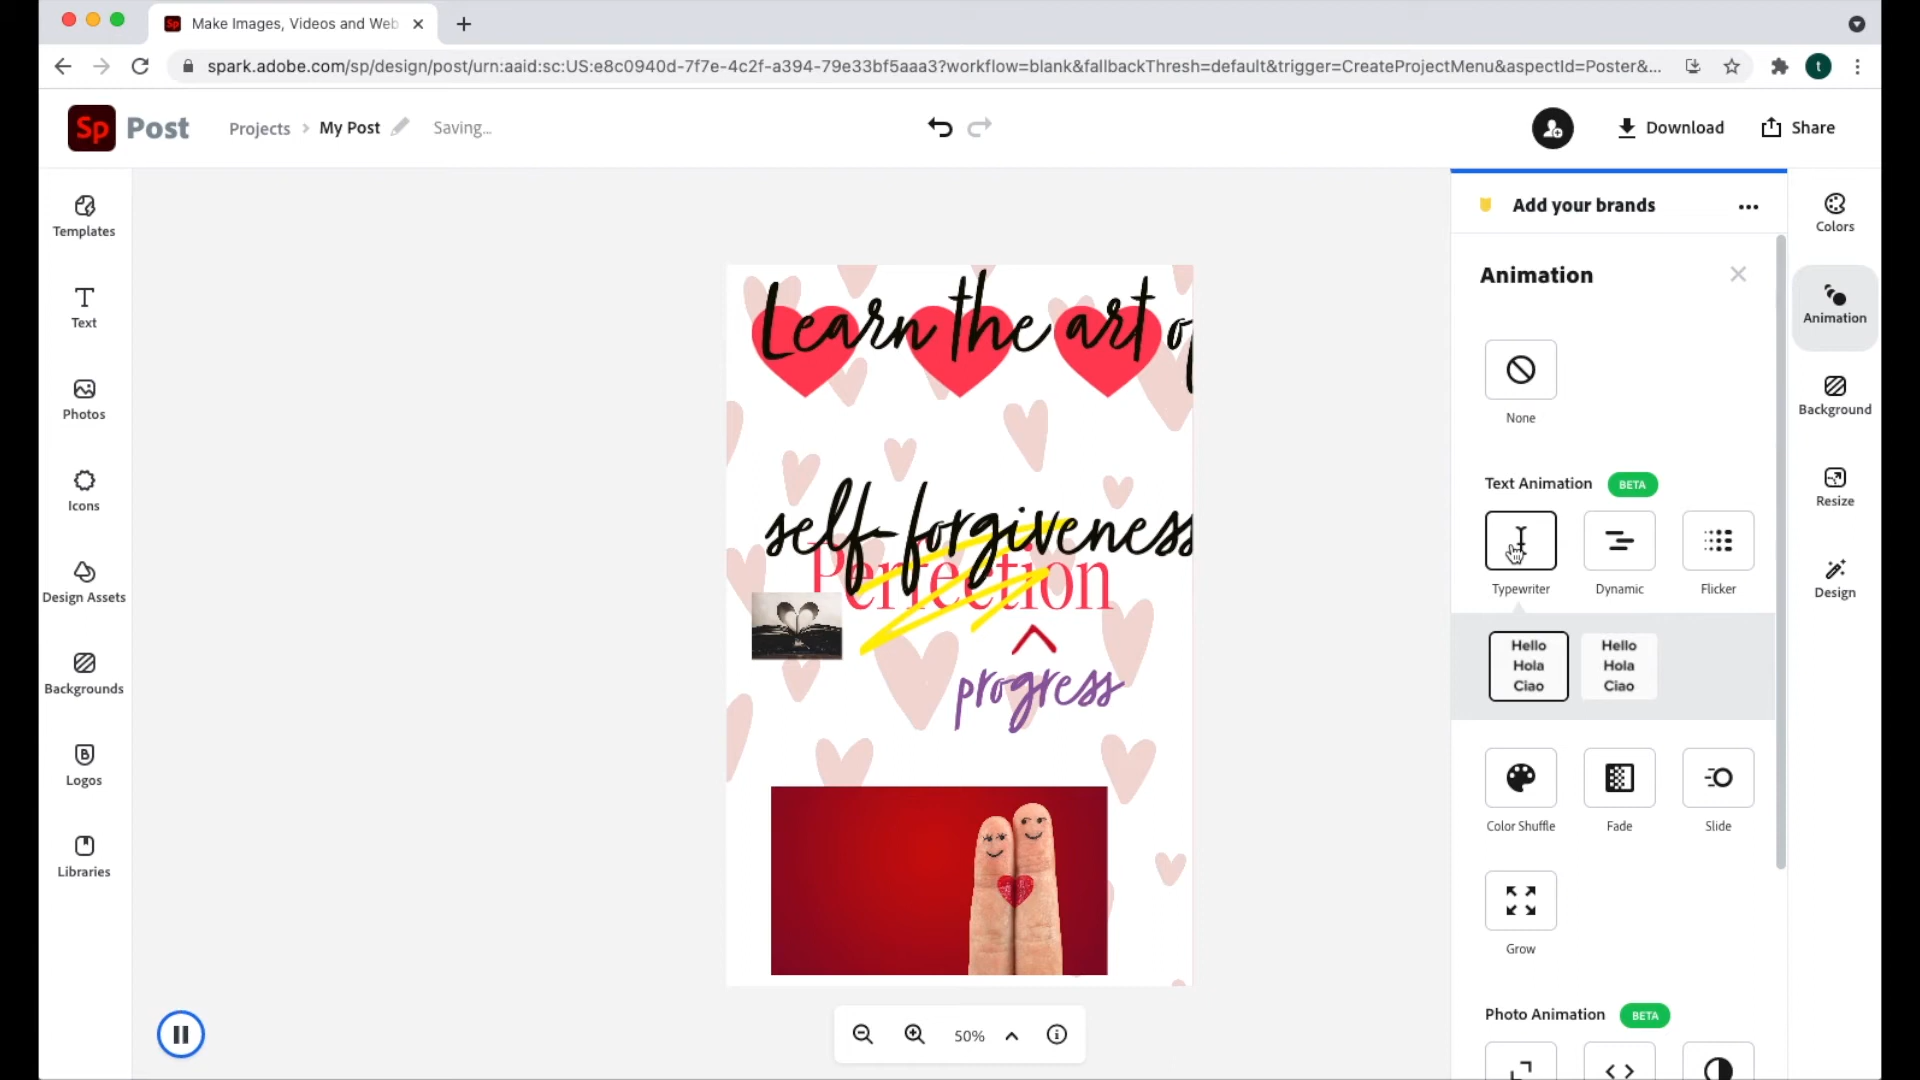 Make Images, Videos and Web
spark.adobe.com/sp/design/post/urn:aaid:sc:US:e8c0940d-7f7e-4c2f-a394-79e33bf5aaa3?workflow=blank&fallbackThresh=default&trigger=CreateProjectMenu&aspectId=Poster&...
t
Sp Post
Projects > My Post
Saving...
Download
Share
Templates
Text
Photos
Icons
Design Assets
Backgrounds
Logos
Libraries
Learn the art of
self-forgiveness
Perfection
progress
50%
Add your brands
Animation
None
Text Animation BETA
Typewriter
Dynamic
Flicker
Hello
Hola
Ciao
Hello
Hola
Ciao
Color Shuffle
Fade
Slide
Grow
Photo Animation BETA
Colors
Animation
Background
Resize
Design